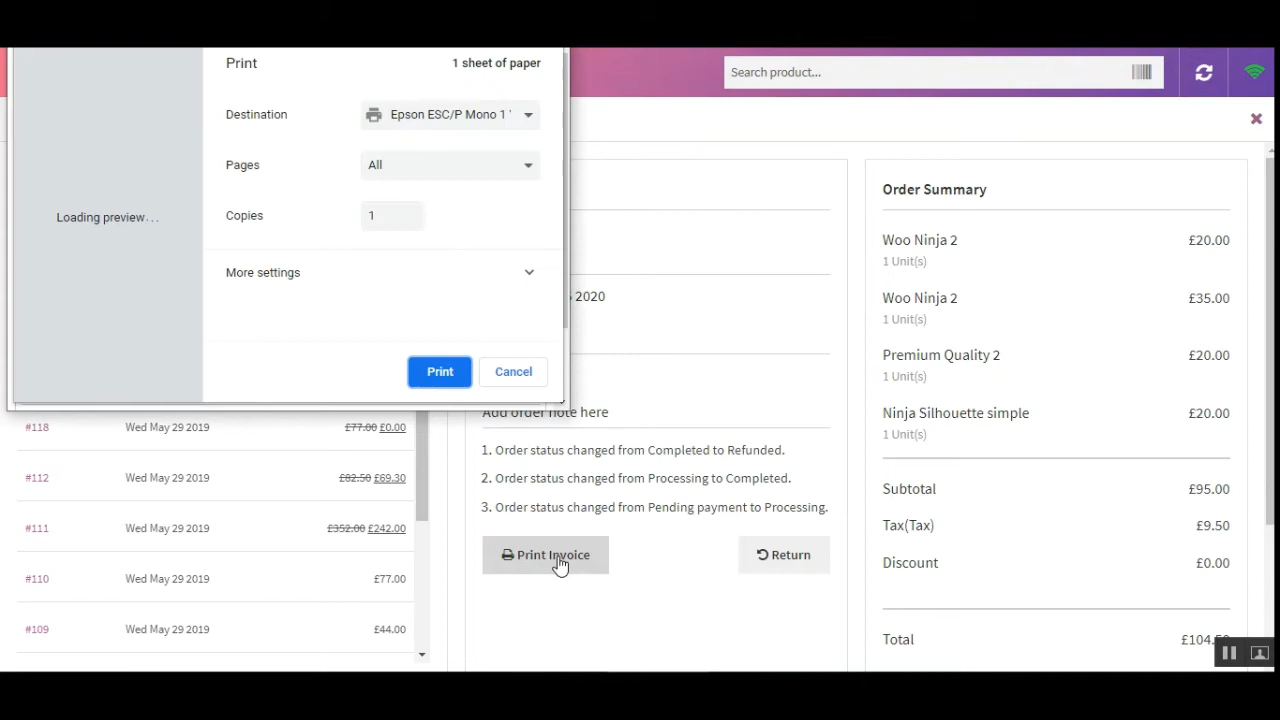 Print
1 sheet of paper
Destination
Epson ESC/P Mono 1
Pages
All
Copies
1
More settings
Loading preview...
Print
Cancel
Search product...
2020
Add order note here
1. Order status changed from Completed to Refunded.
2. Order status changed from Processing to Completed.
3. Order status changed from Pending payment to Processing.
Print Invoice
Return
#118 Wed May 29 2019 £77.00 £0.00
#112 Wed May 29 2019 £82.50 £69.30
#111 Wed May 29 2019 £352.00 £242.00
#110 Wed May 29 2019 £77.00
#109 Wed May 29 2019 £44.00
Order Summary
Woo Ninja 2 £20.00
1 Unit(s)
Woo Ninja 2 £35.00
1 Unit(s)
Premium Quality 2 £20.00
1 Unit(s)
Ninja Silhouette simple £20.00
1 Unit(s)
Subtotal £95.00
Tax(Tax) £9.50
Discount £0.00
Total £104.50